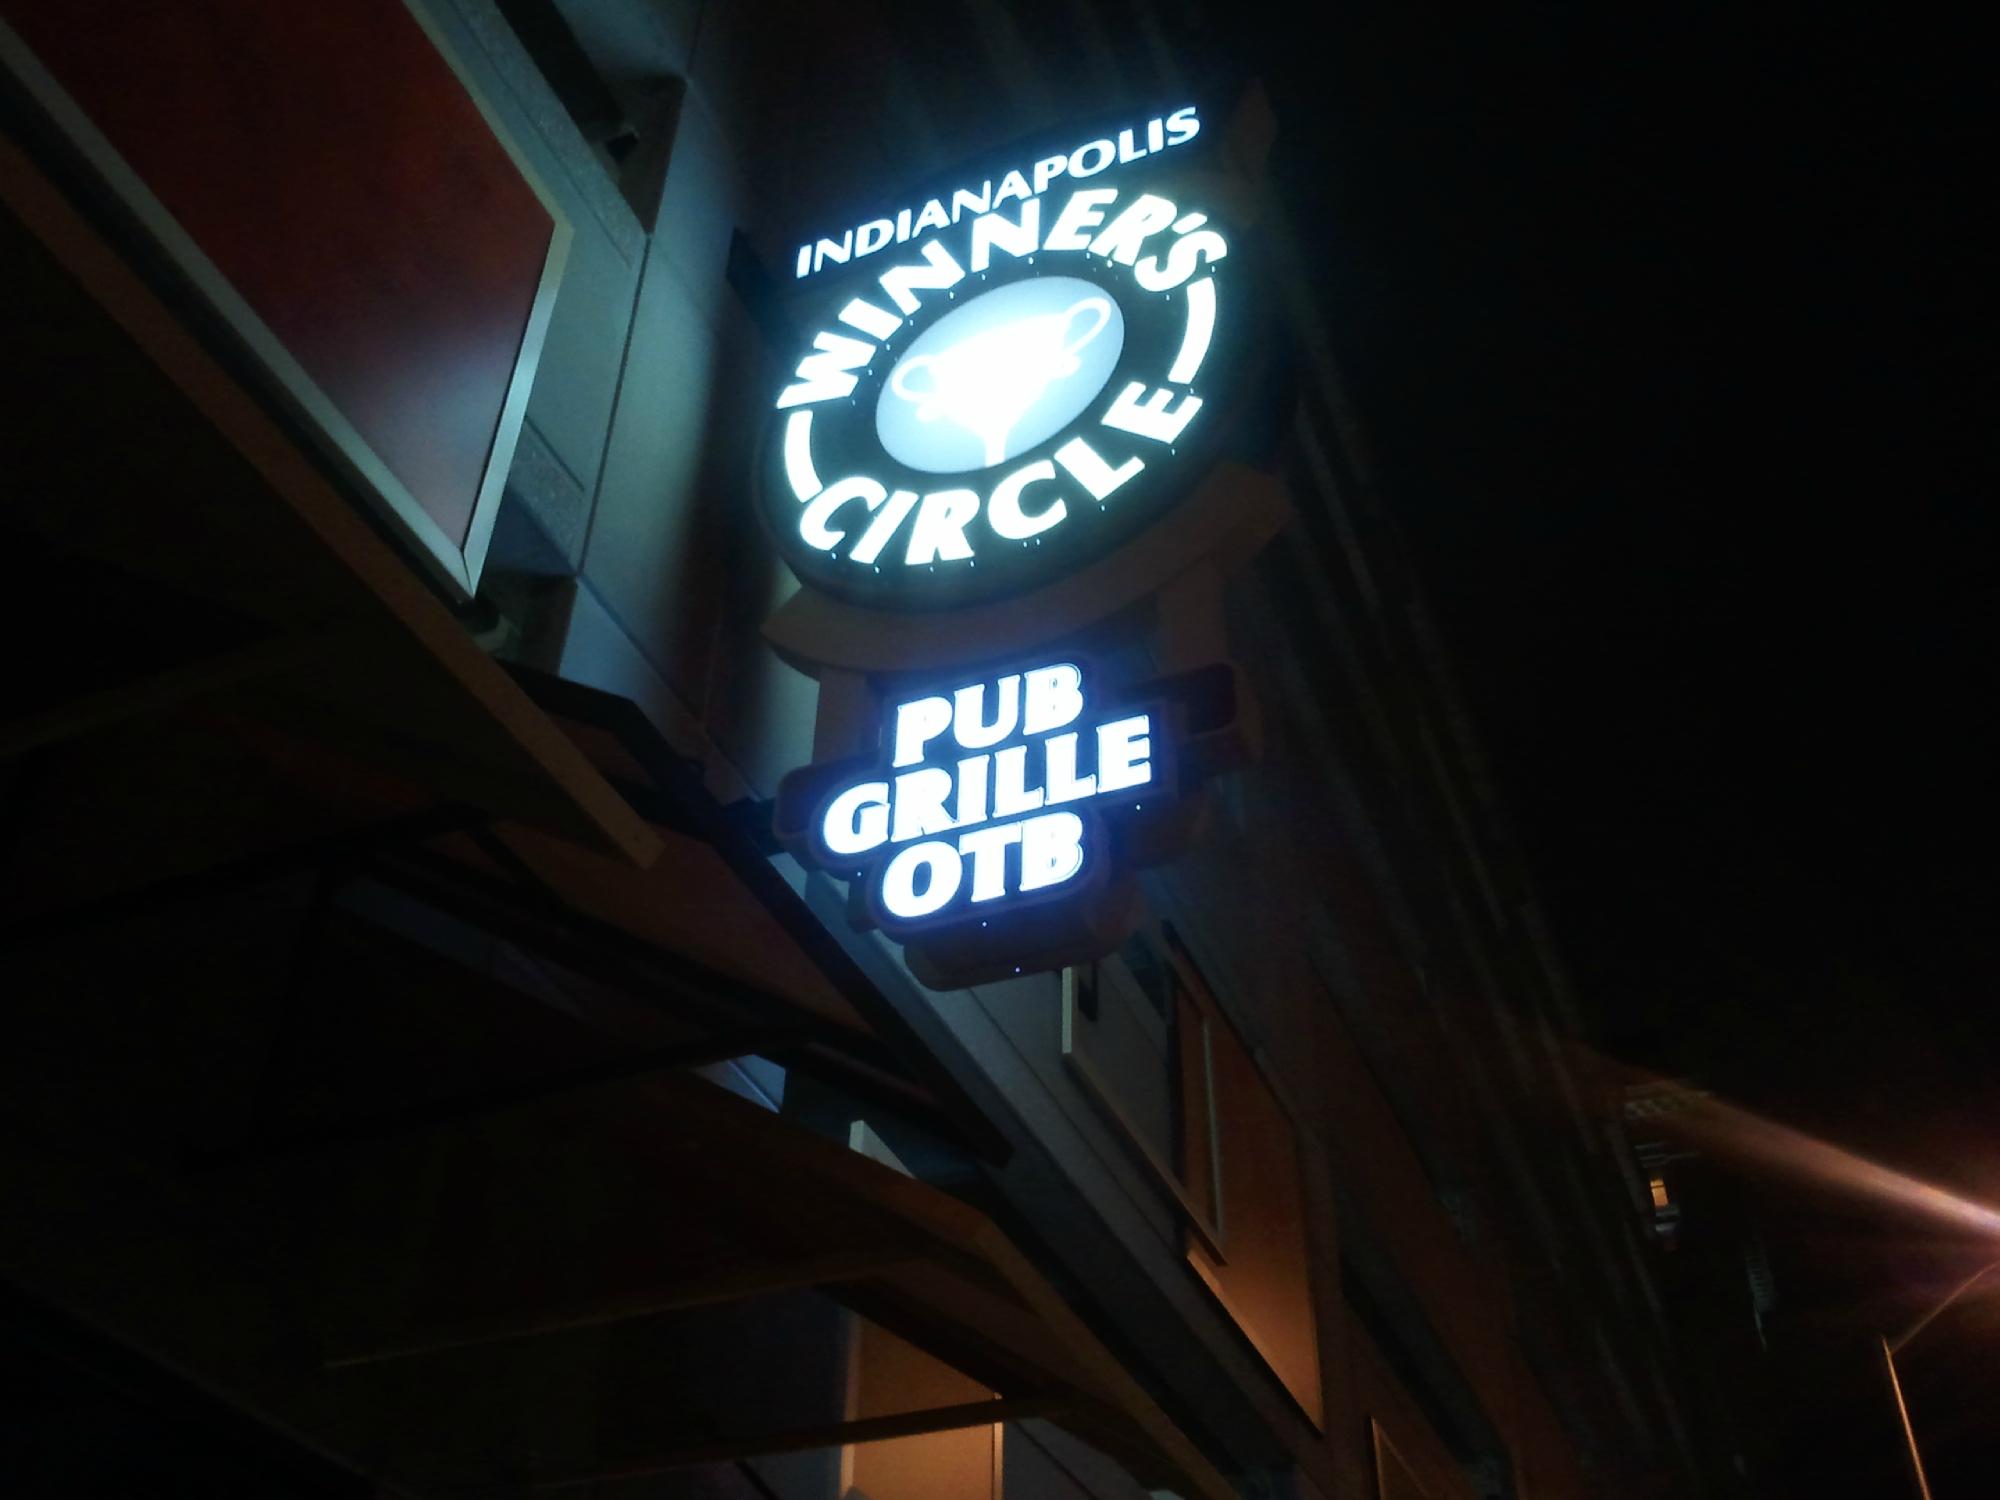 INDIANAPOLIS
WINNER'S
CIRCLE
PUB
GRILLE
OTB